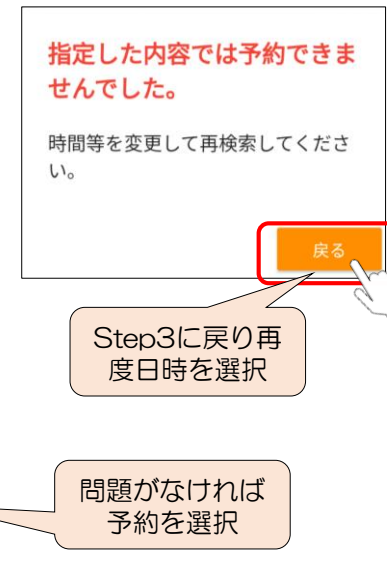 指定した内容では予約できま
せんでした。
時間等を変更して再検索してくださ
い。
戻る
Step3に戻り再
度日時を選択
問題がなければ
予約を選択